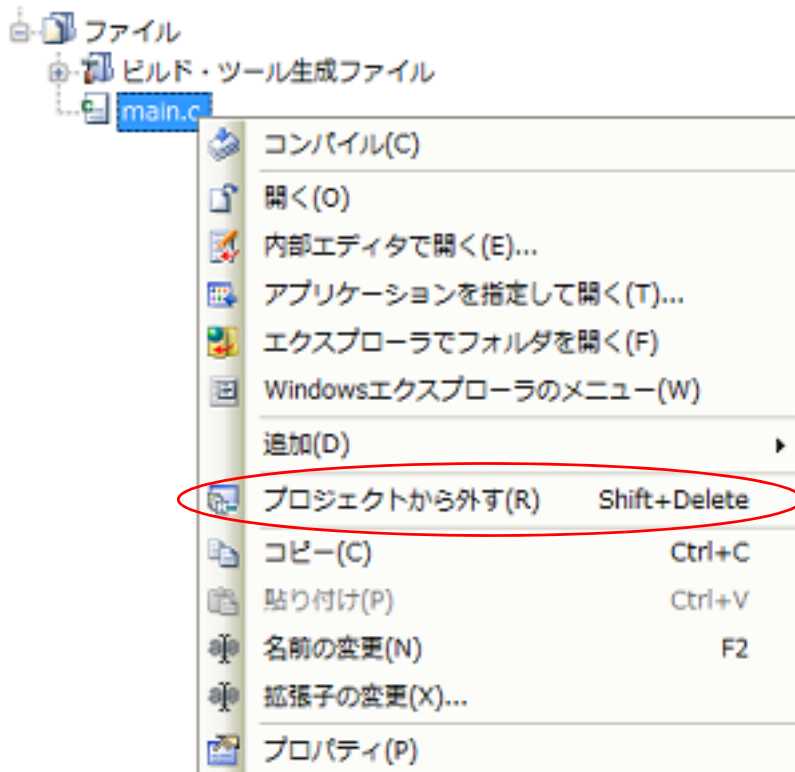 ファイル
ビルド・ツール生成ファイル
main.c
コンパイル(C)
開く(O)
内部エディタで開く(E)...
アプリケーションを指定して開く(T)...
エクスプローラでフォルダを開く(F)
Windowsエクスプローラのメニュー(W)
追加(D)
プロジェクトから外す(R) Shift+Delete
コピー(C) Ctrl+C
貼り付け(P) Ctrl+V
名前の変更(N) F2
拡張子の変更(X)...
プロパティ(P)